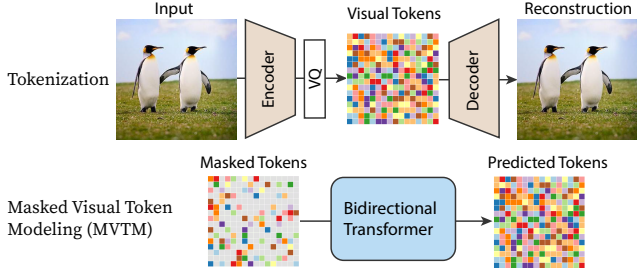 Input
Visual Tokens
Reconstruction
Tokenization
Encoder
VQ
Decoder
Masked Tokens
Predicted Tokens
Masked Visual Token
Modeling (MVTM)
Bidirectional
Transformer